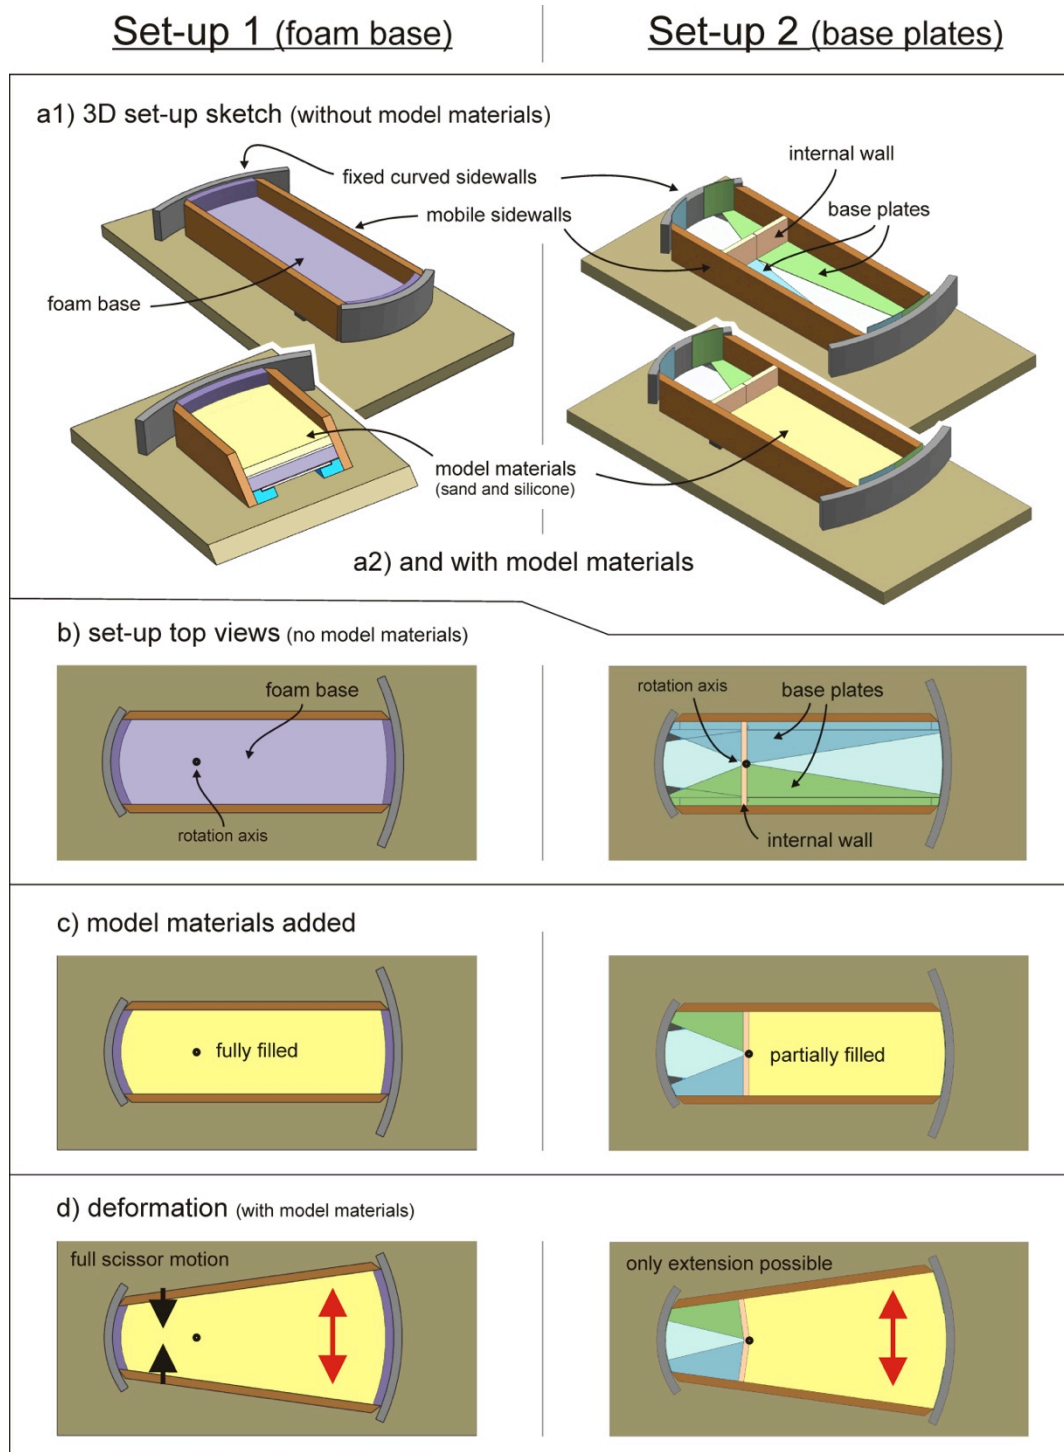 Set-up 1 (foam base)
Set-up 2 (base plates)
a1) 3D set-up sketch (without model materials)
internal wall
fixed curved sidewalls
mobile sidewalls
base plates
foam base
model materials
(sand and silicone)
a2) and with model materials
b) set-up top views (no model materials)
foam base
rotation axis
rotation axis
base plates
internal wall
c) model materials added
fully filled
partially filled
d) deformation (with model materials)
full scissor motion
only extension possible